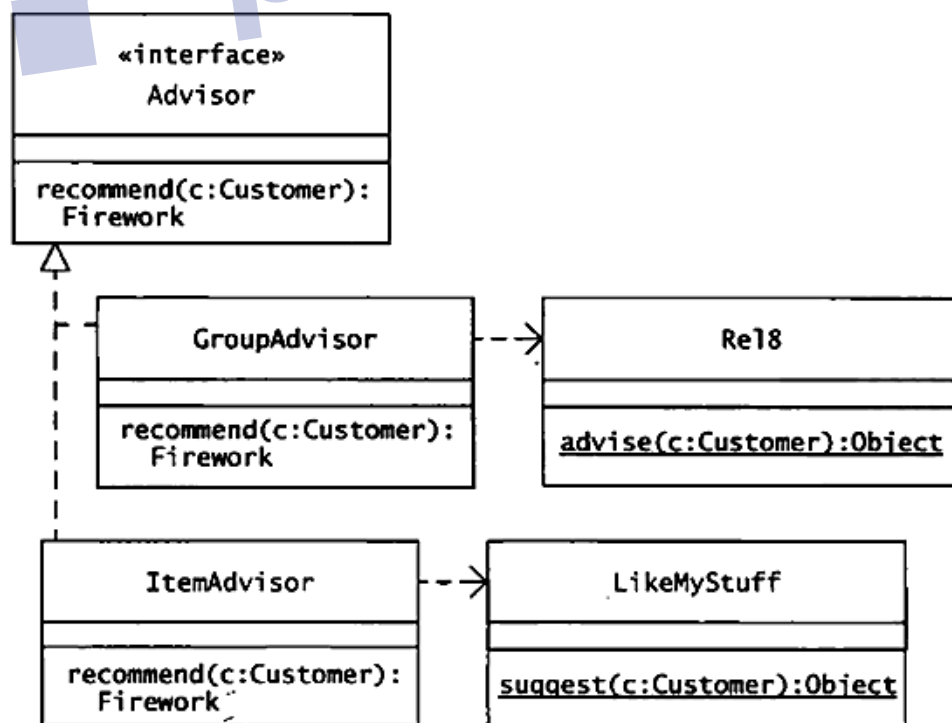 «interface»
Advisor
recommend(c:Customer):
Firework
GroupAdvisor
recommend(c:Customer):
Firework
Rel8
advise(c:Customer):Object
ItemAdvisor
recommend(c:Customer):
Firework
LikeMyStuff
suggest(c:Customer):Object